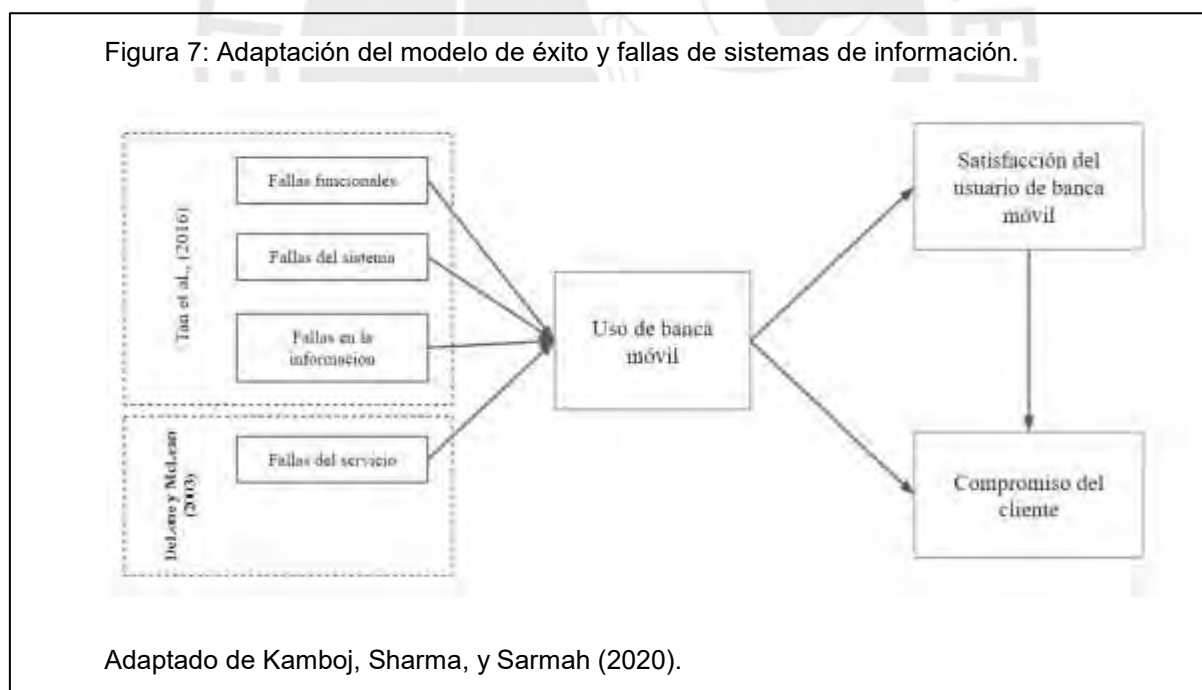 Figura 7: Adaptación del modelo de éxito y fallas de sistemas de información.
Tan et al., (2016)
Fallas funcionales
Fallas del sistema
Fallas en la
información
DeLone y McLean
(2003)
Fallas del servicio
Uso de banca
móvil
Satisfacción del
usuario de banca
móvil
Compromiso del
cliente
Adaptado de Kamboj, Sharma, y Sarmah (2020).